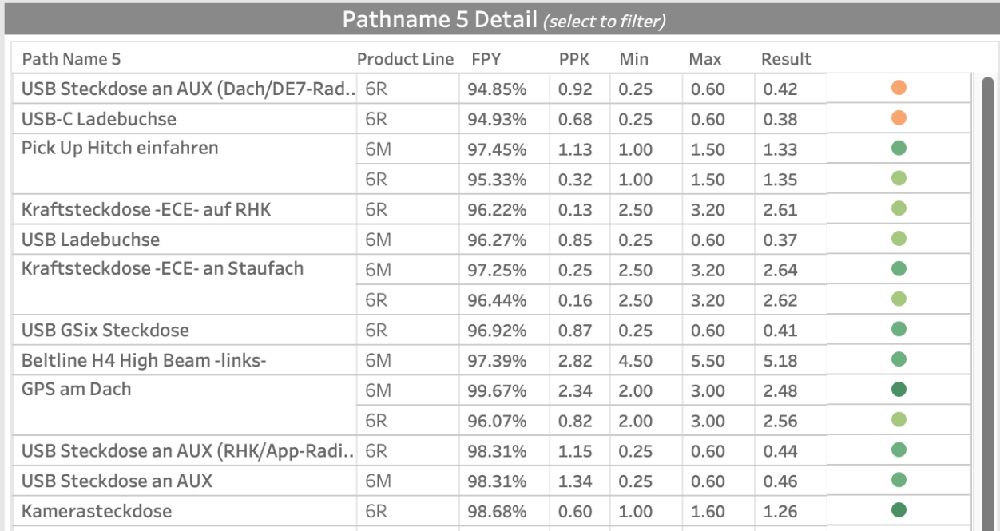 Pathname 5 Detail (select to filter)
Path Name 5 Product Line FPY PPK Min Max Result
USB Steckdose an AUX (Dach/DE7-Rad.. 6R 94.85% 0.92 0.25 0.60 0.42
USB-C Ladebuchse 6R 94.93% 0.68 0.25 0.60 0.38
Pick Up Hitch einfahren 6M 97.45% 1.13 1.00 1.50 1.33
6R 95.33% 0.32 1.00 1.50 1.35
Kraftsteckdose -ECE- auf RHK 6R 96.22% 0.13 2.50 3.20 2.61
USB Ladebuchse 6M 96.27% 0.85 0.25 0.60 0.37
Kraftsteckdose -ECE- an Staufach 6M 97.25% 0.25 2.50 3.20 2.64
6R 96.44% 0.16 2.50 3.20 2.62
USB GSix Steckdose 6R 96.92% 0.87 0.25 0.60 0.41
Beltline H4 High Beam -links- 6M 97.39% 2.82 4.50 5.50 5.18
GPS am Dach 6M 99.67% 2.34 2.00 3.00 2.48
6R 96.07% 0.82 2.00 3.00 2.56
USB Steckdose an AUX (RHK/App-Radi.. 6R 98.31% 1.15 0.25 0.60 0.44
USB Steckdose an AUX 6M 98.31% 1.34 0.25 0.60 0.46
Kamerasteckdose 6R 98.68% 0.60 1.00 1.60 1.26